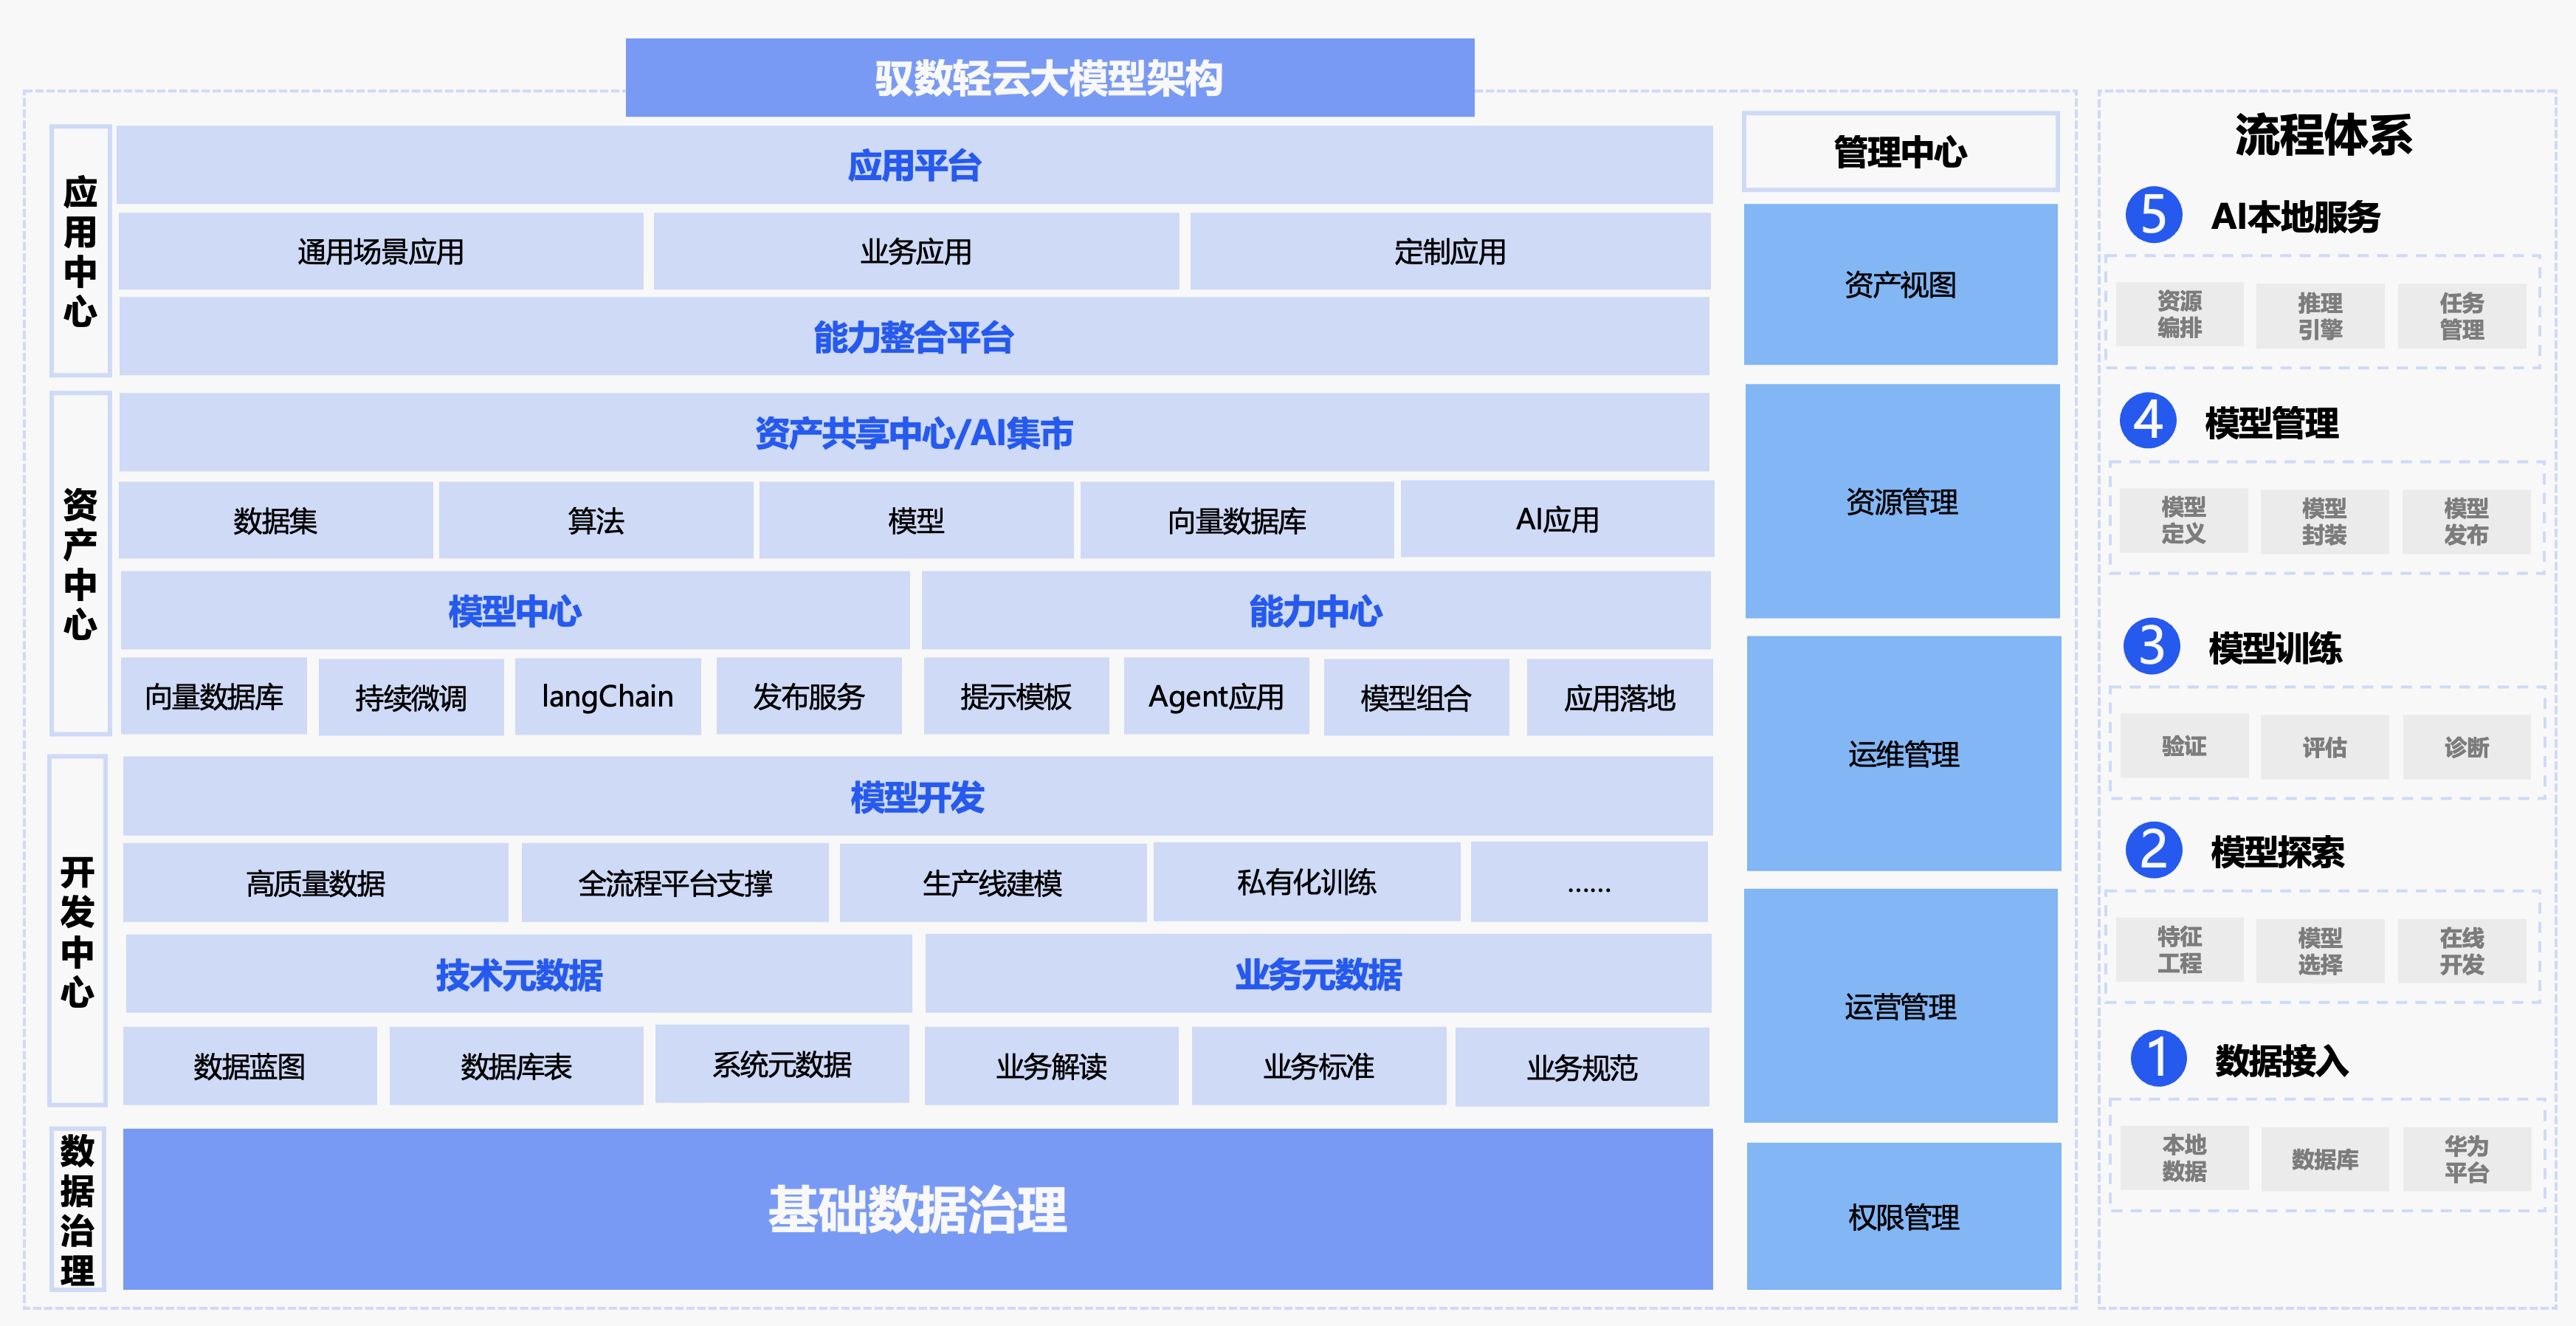 驭数轻云大模型架构
应用中心
应用平台
通用场景应用
业务应用
定制应用
能力整合平台
资产中心
资产共享中心/AI集市
数据集
算法
模型
向量数据库
AI应用
模型中心
能力中心
向量数据库
持续微调
langChain
发布服务
提示模板
Agent应用
模型组合
应用落地
开发中心
模型开发
高质量数据
全流程平台支撑
生产线建模
私有化训练
……
技术元数据
业务元数据
数据蓝图
数据库表
系统元数据
业务解读
业务标准
业务规范
数据治理
基础数据治理
管理中心
资产视图
资源管理
运维管理
运营管理
权限管理
流程体系
5 AI本地服务
资源
编排
推理
引擎
任务
管理
4 模型管理
模型
定义
模型
封装
模型
发布
3 模型训练
验证
评估
诊断
2 模型探索
特征
工程
模型
选择
在线
开发
1 数据接入
本地
数据
数据库
华为
平台